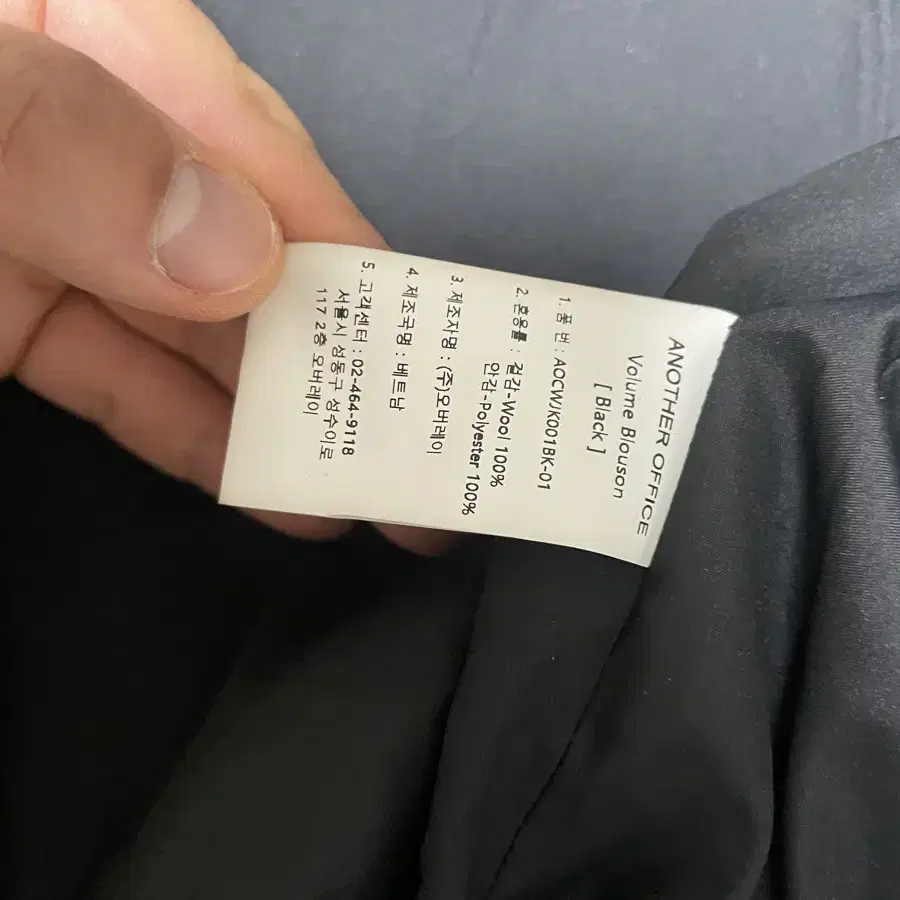 ANOTHER OFFICE
Volume Blouson
[ Black ]
1. 품 번 : AOCWJK001BK-01
2. 혼용률 : 겉감-Wool 100%
안감-Polyester 100%
3. 제조자명 : (주)오버레이
4. 제조국명 : 베트남
5. 고객센터 : 02-464-9118
서울시 성동구 성수이로
117 2층 오버레이